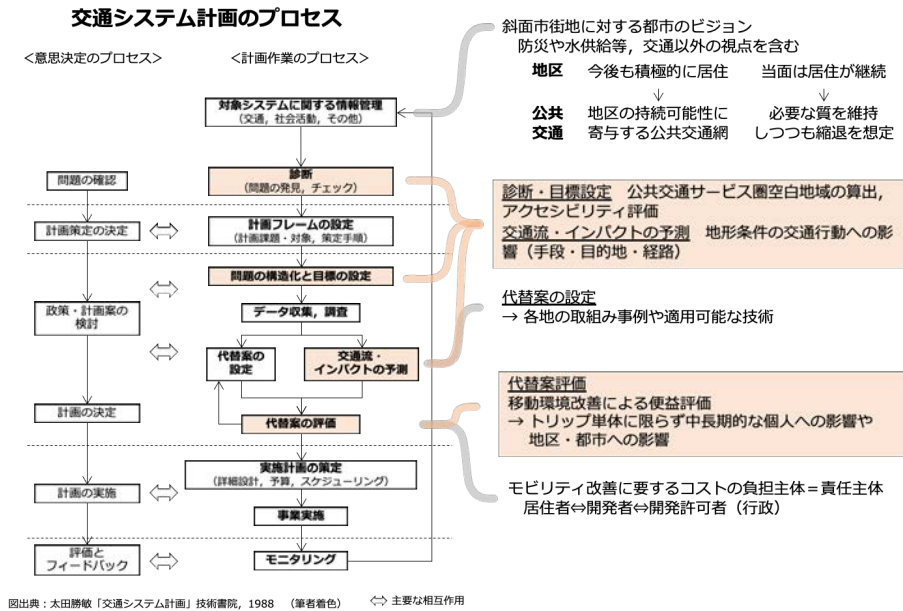 交通システム計画のプロセス
<意思決定のプロセス>
<計画作業のプロセス>
対象システムに関する情報管理
(交通，社会活動，その他)
問題の確認
診断
(問題の発見，チェック)
計画策定の決定
計画フレームの設定
(計画課題・対象，策定手順)
問題の構造化と目標の設定
政策・計画案の
検討
データ収集，調査
代替案の
設定
交通流・
インパクトの予測
計画の決定
代替案の評価
実施計画の策定
(詳細設計，予算，スケジューリング)
計画の実施
事業実施
評価と
フィードバック
モニタリング
図出典：太田勝敏「交通システム計画」技術書院，1988　（筆者着色）
⇔ 主要な相互作用
斜面市街地に対する都市のビジョン
防災や水供給等，交通以外の視点を含む
地区　今後も積極的に居住　当面は居住が継続
↓　↓
公共　地区の持続可能性に　必要な質を維持
交通　寄与する公共交通網　しつつも縮退を想定
診断・目標設定　公共交通サービス圏空白地域の算出，
アクセシビリティ評価
交通流・インパクトの予測　地形条件の交通行動への影
響（手段・目的地・経路）
代替案の設定
→ 各地の取組み事例や適用可能な技術
代替案評価
移動環境改善による便益評価
→ トリップ単体に限らず中長期的な個人への影響や
地区・都市への影響
モビリティ改善に要するコストの負担主体＝責任主体
居住者⇔開発者⇔開発許可者（行政）